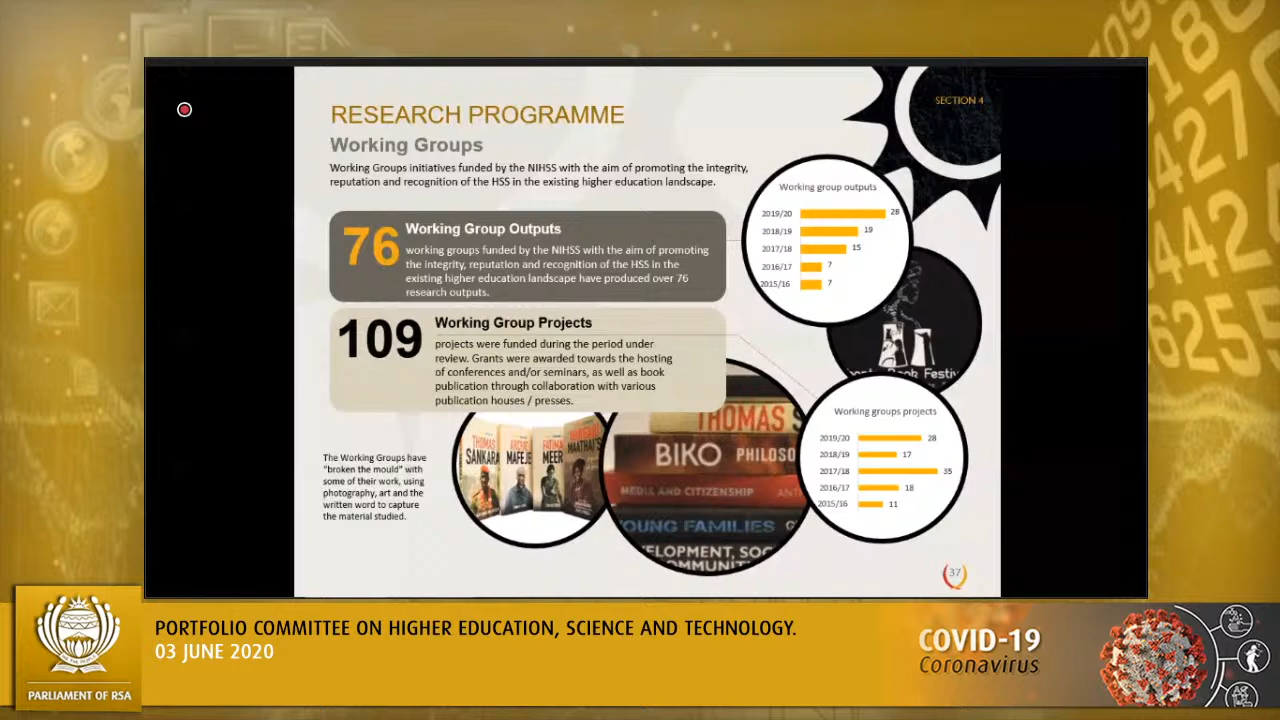 SECTION 4
RESEARCH PROGRAMME
Working Groups
Working Groups initiatives funded by the NIHSS with the aim of promoting the integrity,
reputation and recognition of the HSS in the existing higher education landscape.
76
Working Group Outputs
working groups funded by the NIHSS with the aim of promoting
the integrity, reputation and recognition of the HSS in the
existing higher education landscape have produced over 76
research outputs.
109
Working Group Projects
projects were funded during the period under
review. Grants were awarded towards the hosting
of conferences and/or seminars, as well as book
publication through collaboration with various
publication houses / presses.
The Working Groups have
"broken the mould" with
some of their work, using
photography, art and the
written word to capture
the material studied.
Working group outputs
2019/20 28
2018/19 19
2017/18 15
2016/17 7
2015/16 7
Book Festiv
THOMAS
SANKARA
ARCHIE
MAFEJE
FATIMA
MEER
MAATHAI'S
THOMAS S
BIKO PHILOSO
MEDIA AND CITIZENSHIP
YOUNG FAMILIES
ELOPMENT, SOC
OMMUNIT
Working groups projects
2019/20 28
2018/19 17
2017/18 35
2016/17 18
2015/16 11
37
PORTFOLIO COMMITTEE ON HIGHER EDUCATION, SCIENCE AND TECHNOLOGY.
03 JUNE 2020
PARLIAMENT OF RSA
COVID-19
Coronavirus